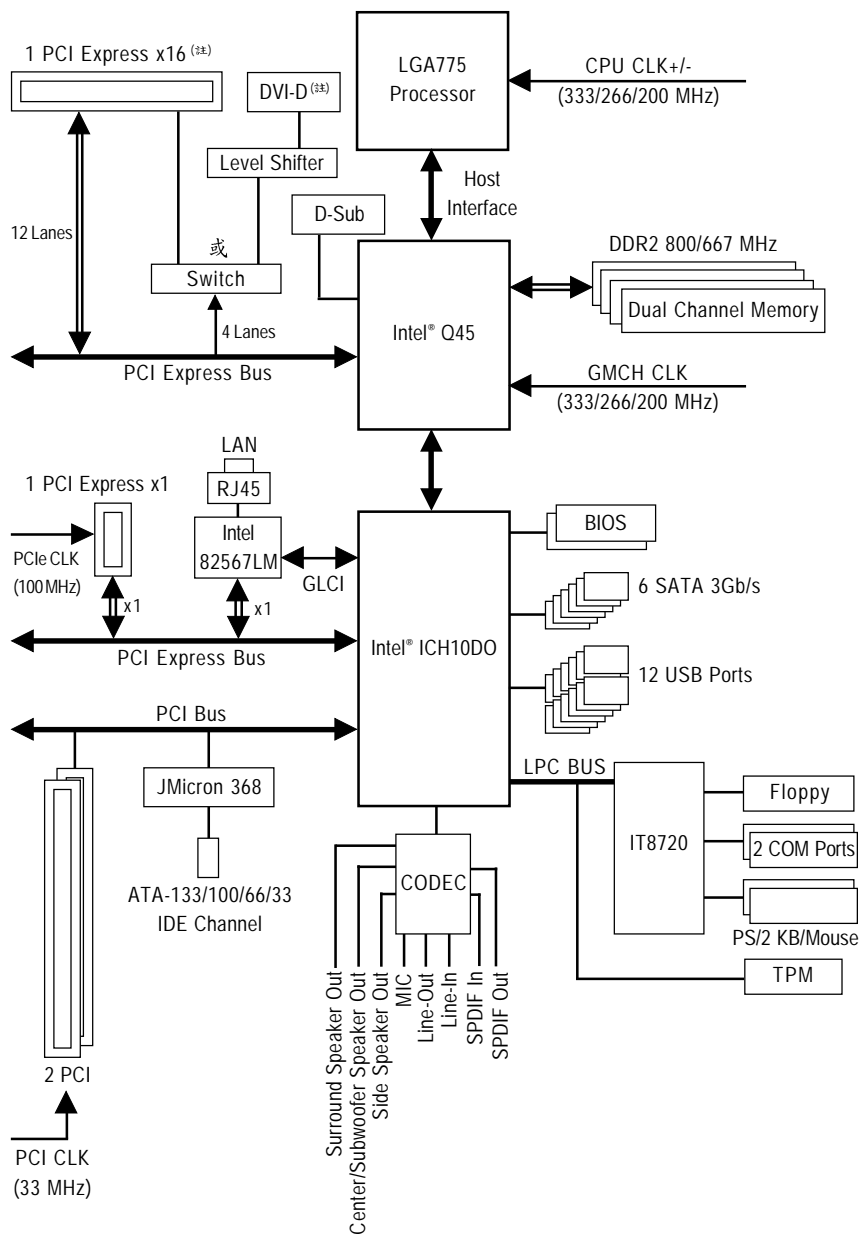 1 PCI Express x16 (註)
DVI-D (註)
LGA775
Processor
CPU CLK+/-
(333/266/200 MHz)
Level Shifter
Host
Interface
D-Sub
12 Lanes
或
Switch
4 Lanes
DDR2 800/667 MHz
Dual Channel Memory
Intel® Q45
PCI Express Bus
GMCH CLK
(333/266/200 MHz)
LAN
RJ45
1 PCI Express x1
Intel
82567LM
PCIe CLK
(100 MHz)
GLCI
x1
x1
PCI Express Bus
BIOS
6 SATA 3Gb/s
Intel® ICH10DO
12 USB Ports
PCI Bus
LPC BUS
JMicron 368
IT8720
Floppy
2 COM Ports
PS/2 KB/Mouse
TPM
ATA-133/100/66/33
IDE Channel
CODEC
Surround Speaker Out
Center/Subwoofer Speaker Out
Side Speaker Out
MIC
Line-Out
Line-In
SPDIF In
SPDIF Out
2 PCI
PCI CLK
(33 MHz)